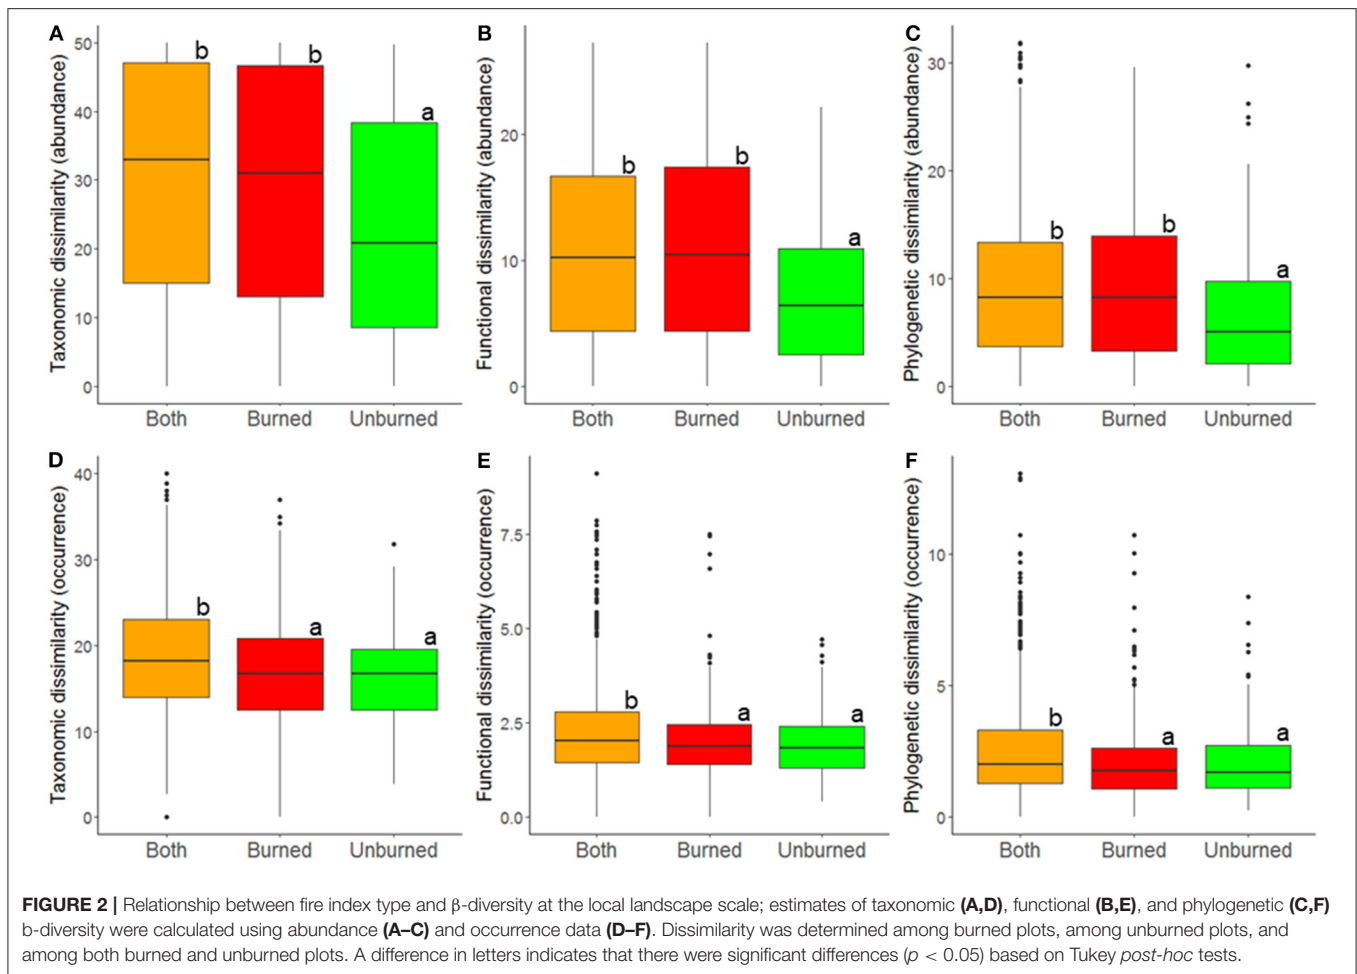 A
Taxonomic dissimilarity (abundance)
50
40
30
20
10
0
b
b
a
Both
Burned
Unburned
B
Functional dissimilarity (abundance)
20
10
0
b
b
a
Both
Burned
Unburned
C
Phylogenetic dissimilarity (abundance)
30
20
10
0
b
b
a
Both
Burned
Unburned
D
Taxonomic dissimilarity (occurrence)
40
30
20
10
0
b
a
a
Both
Burned
Unburned
E
Functional dissimilarity (occurrence)
7.5
5.0
2.5
0.0
b
a
a
Both
Burned
Unburned
F
Phylogenetic dissimilarity (occurrence)
10
5
0
b
a
a
Both
Burned
Unburned
FIGURE 2 | Relationship between fire index type and β-diversity at the local landscape scale; estimates of taxonomic (A,D), functional (B,E), and phylogenetic (C,F)
b-diversity were calculated using abundance (A–C) and occurrence data (D–F). Dissimilarity was determined among burned plots, among unburned plots, and
among both burned and unburned plots. A difference in letters indicates that there were significant differences (p < 0.05) based on Tukey post-hoc tests.